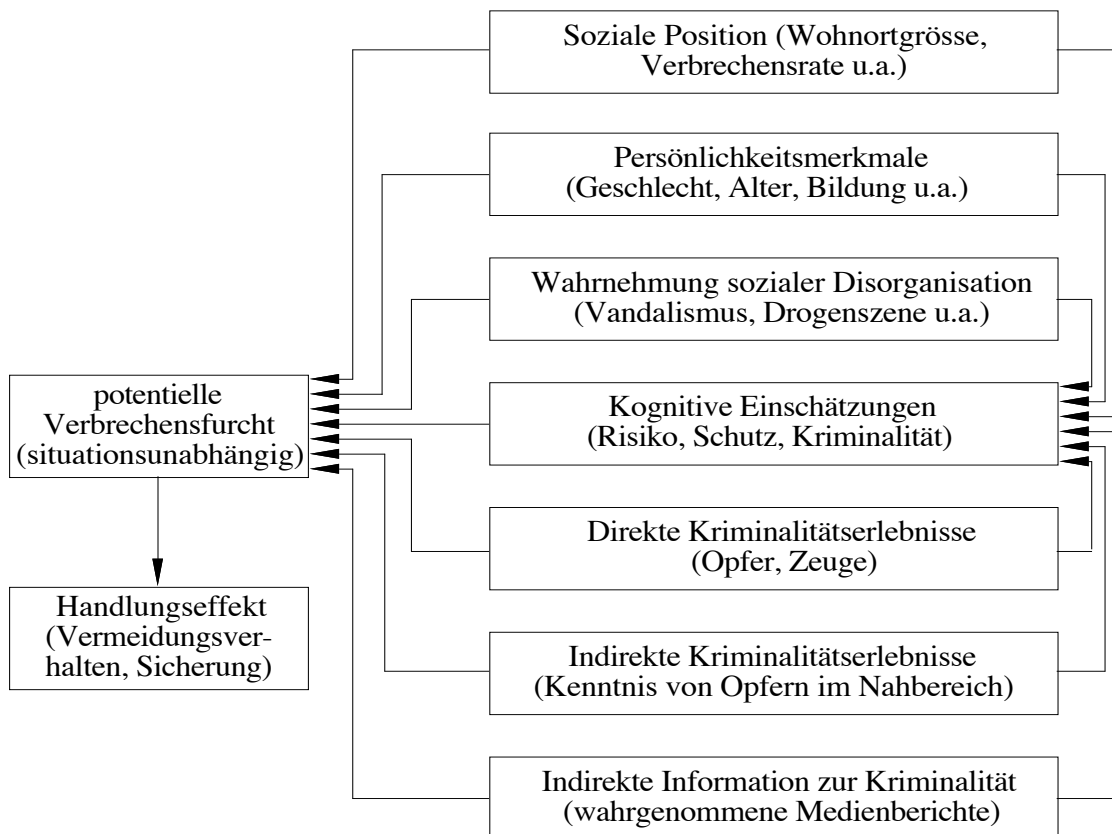 Soziale Position (Wohnortgrösse,
Verbrechensrate u.a.)
Persönlichkeitsmerkmale
(Geschlecht, Alter, Bildung u.a.)
Wahrnehmung sozialer Disorganisation
(Vandalismus, Drogenszene u.a.)
potentielle
Verbrechensfurcht
(situationsunabhängig)
Kognitive Einschätzungen
(Risiko, Schutz, Kriminalität)
Direkte Kriminalitätserlebnisse
(Opfer, Zeuge)
Handlungseffekt
(Vermeidungsver-
halten, Sicherung)
Indirekte Kriminalitätserlebnisse
(Kenntnis von Opfern im Nahbereich)
Indirekte Information zur Kriminalität
(wahrgenommene Medienberichte)